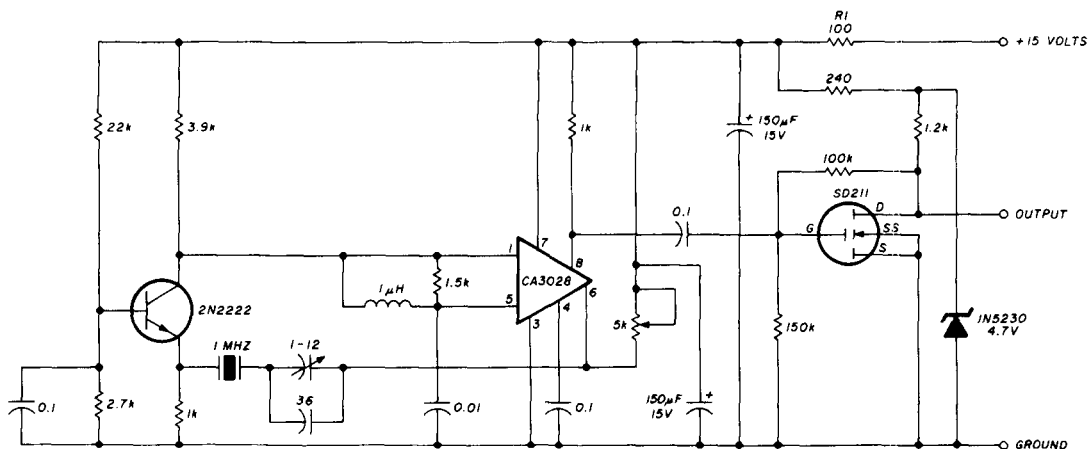 R1
100
+15 VOLTS
240
22k
3.9k
1k
+ 150µF
15V
1.2k
100k
SD211
D
OUTPUT
0.1
G
SS
S
1
7
8
1.5k
CA3028
6
1µH
5
4
3
2N2222
5k
150k
1N5230
4.7V
1 MHZ
1-12
36
0.1
2.7k
1k
0.01
0.1
150µF
15V
+
GROUND